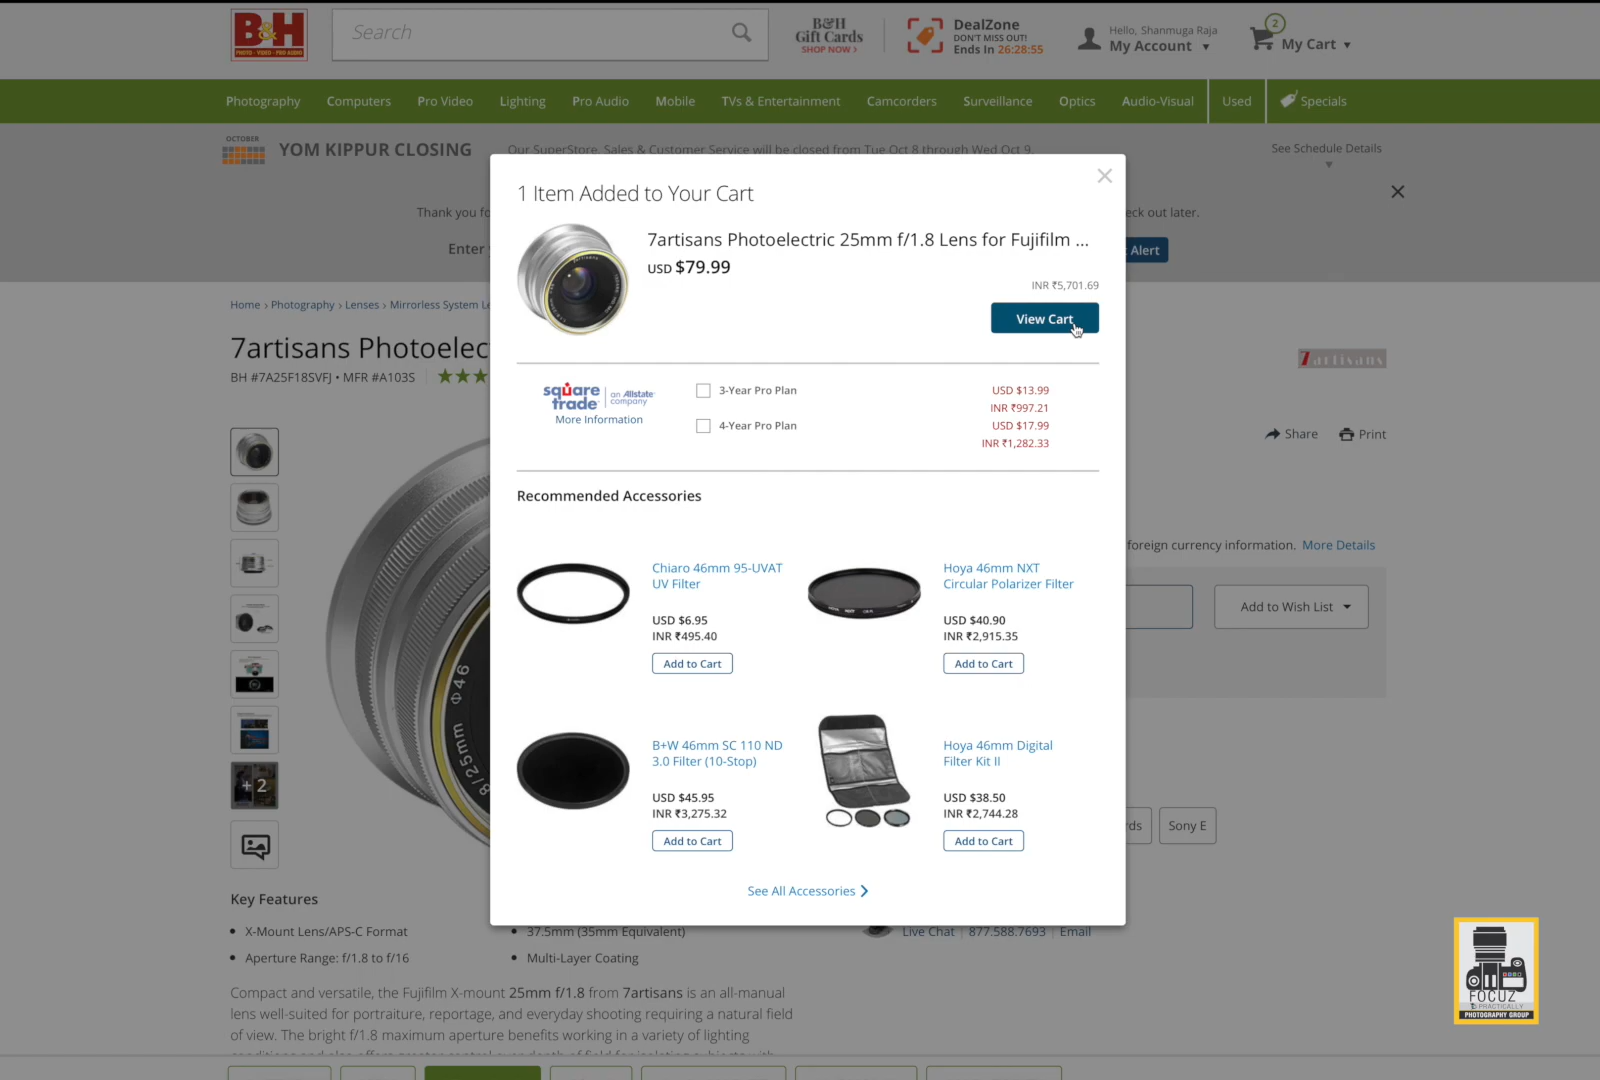 B&H
PHOTO · VIDEO · PRO AUDIO
Search
B&H
Gift Cards
SHOP NOW >
DealZone
DON'T MISS OUT!
Ends In 26:28:55
Hello, Shanmuga Raja
My Account
2
My Cart
Photography Computers Pro Video Lighting Pro Audio Mobile TVs & Entertainment Camcorders Surveillance Optics Audio-Visual Used Specials
OCTOBER
YOM KIPPUR CLOSING
Our SuperStore, Sales & Customer Service will be closed from Tue Oct 8 through Wed Oct 9.
See Schedule Details
Thank you fo
eck out later.
Enter
Alert
1 Item Added to Your Cart
7artisans Photoelectric 25mm f/1.8 Lens for Fujifilm ...
USD $79.99
INR ₹5,701.69
View Cart
Home › Photography › Lenses › Mirrorless System Le
7artisans Photoelec
BH #7A25F18SVFJ • MFR #A103S
7artisans
square trade
an Allstate company
More Information
3-Year Pro Plan
USD $13.99
INR ₹997.21
4-Year Pro Plan
USD $17.99
INR ₹1,282.33
Share
Print
Recommended Accessories
foreign currency information. More Details
Add to Wish List
Chiaro 46mm 95-UVAT
UV Filter
USD $6.95
INR ₹495.40
Add to Cart
Hoya 46mm NXT
Circular Polarizer Filter
USD $40.90
INR ₹2,915.35
Add to Cart
B+W 46mm SC 110 ND
3.0 Filter (10-Stop)
USD $45.95
INR ₹3,275.32
Add to Cart
Hoya 46mm Digital
Filter Kit II
USD $38.50
INR ₹2,744.28
Add to Cart
See All Accessories
Φ46
8/25mm
+ 2
rds
Sony E
Key Features
X-Mount Lens/APS-C Format
37.5mm (35mm Equivalent)
Aperture Range: f/1.8 to f/16
Multi-Layer Coating
Live Chat | 877.588.7693 | Email
Compact and versatile, the Fujifilm X-mount 25mm f/1.8 from 7artisans is an all-manual
lens well-suited for portraiture, reportage, and everyday shooting requiring a natural field
of view. The bright f/1.8 maximum aperture benefits working in a variety of lighting
FOCUZ
PRACTICALLY
PHOTOGRAPHY GROUP